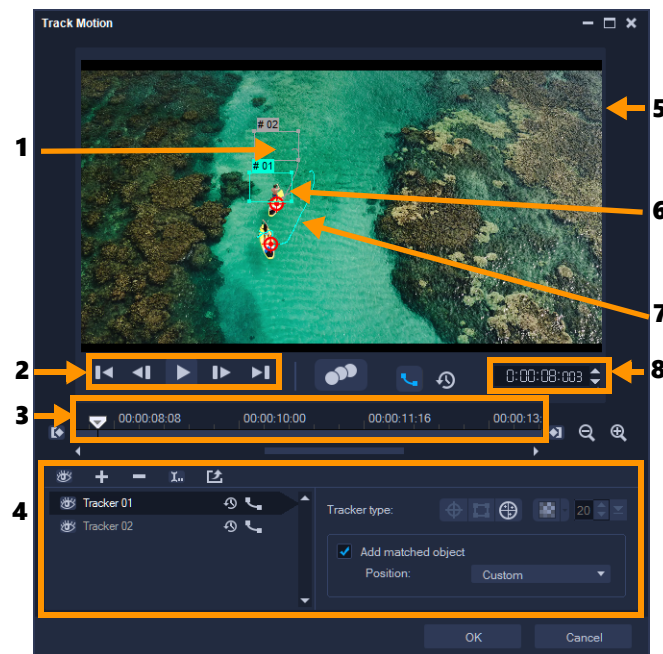 Track Motion
5
# 02
1
# 01
6
7
2
0:00:08:003
8
3
00:00:08:08 00:00:10:00 00:00:11:16 00:00:13:
4
Tracker 01
Tracker type:
20
Tracker 02
Add matched object
Position:
Custom
OK
Cancel